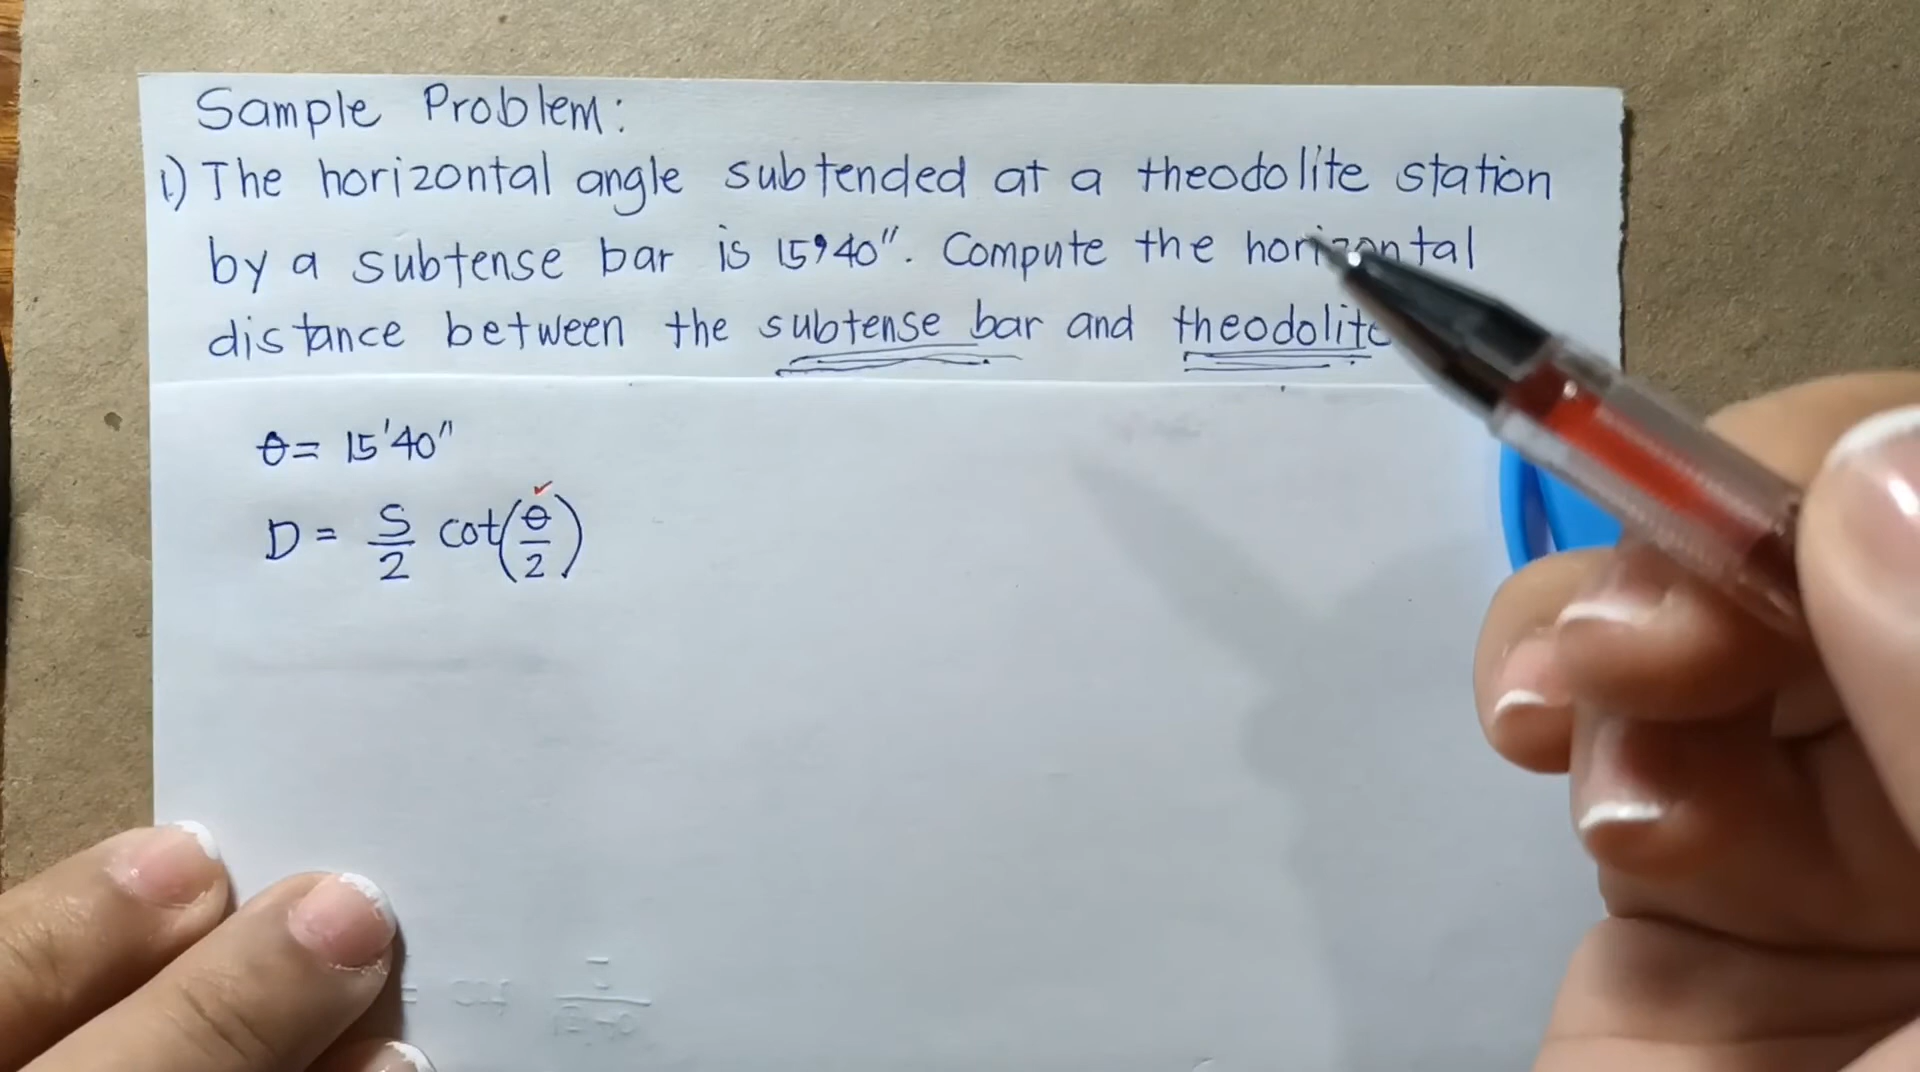 Sample Problem:
1.) The horizontal angle subtended at a theodolite station
by a subtense bar is 15'40". Compute the horizontal
distance between the subtense bar and theodolite
θ = 15'40"
D = S/2 cot(θ/2)